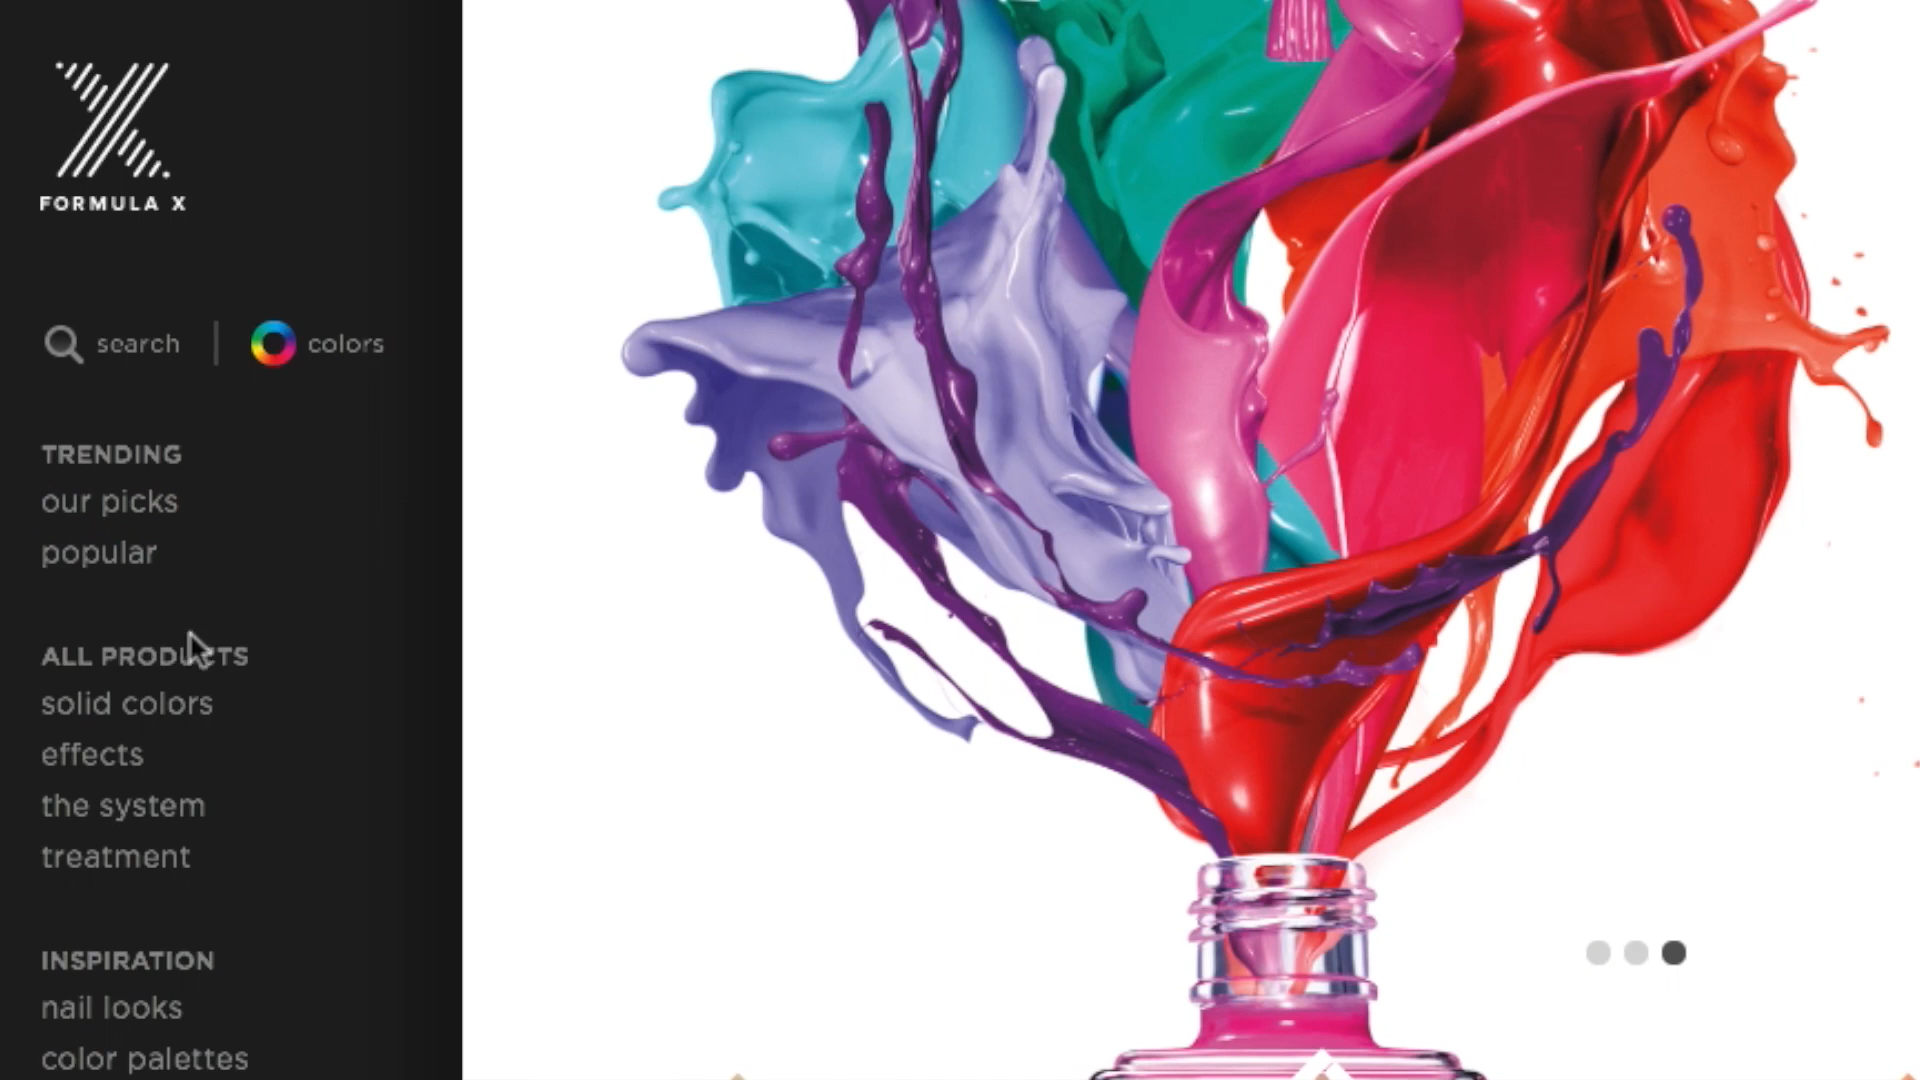 FORMULA X
search | colors
TRENDING
our picks
popular
ALL PRODUCTS
solid colors
effects
the system
treatment
INSPIRATION
nail looks
color palettes